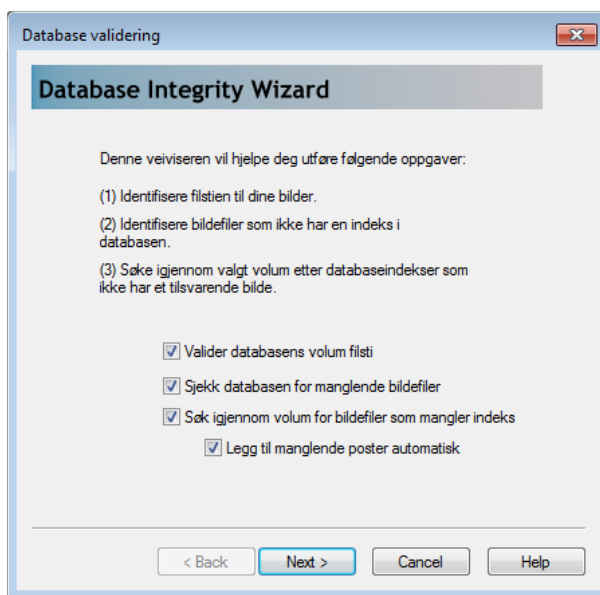 Database validering
Database Integrity Wizard
Denne veiviseren vil hjelpe deg utføre følgende oppgaver:
(1) Identifisere filstien til dine bilder.
(2) Identifisere bildefiler som ikke har en indeks i
databasen.
(3) Søke igjennom valgt volum etter databaseindekser som
ikke har et tilsvarende bilde.
Valider databasens volum filsti
Sjekk databasen for manglende bildefiler
Søk igjennom volum for bildefiler som mangler indeks
Legg til manglende poster automatisk
< Back Next > Cancel Help